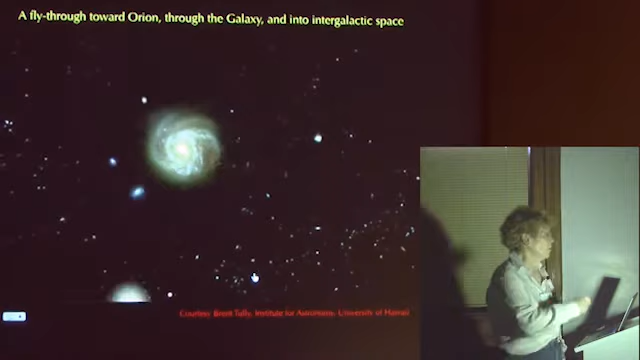 A fly-through toward Orion, through the Galaxy, and into intergalactic space
Courtesy Brent Tully, Institute for Astronomy, University of Hawaii